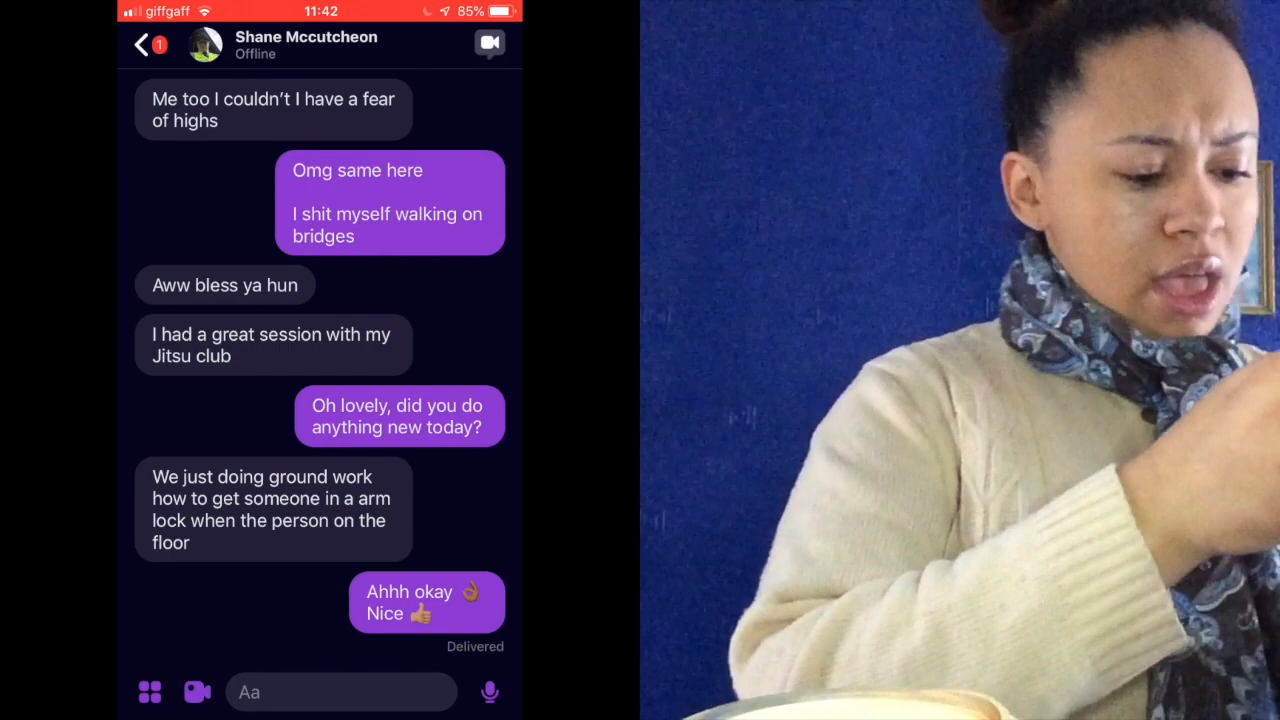 giffgaff 11:42 85%
1 Shane Mccutcheon
Offline
Me too I couldn't I have a fear
of highs
Omg same here
I shit myself walking on
bridges
Aww bless ya hun
I had a great session with my
Jitsu club
Oh lovely, did you do
anything new today?
We just doing ground work
how to get someone in a arm
lock when the person on the
floor
Ahhh okay 👌🏾
Nice 👍🏽
Delivered
Aa